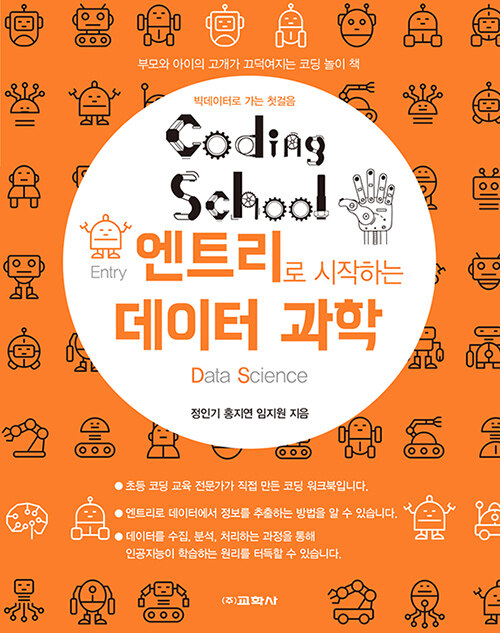 부모와 아이의 고개가 끄덕여지는 코딩 놀이 책
빅데이터로 가는 첫걸음
Coding
School
Entry 엔트리로 시작하는
데이터 과학
Data Science
정인기 홍지연 임지원 지음
● 초등 코딩 교육 전문가가 직접 만든 코딩 워크북입니다.
● 엔트리로 데이터에서 정보를 추출하는 방법을 알 수 있습니다.
● 데이터를 수집, 분석, 처리하는 과정을 통해
인공지능이 학습하는 원리를 터득할 수 있습니다.
(주)교학사